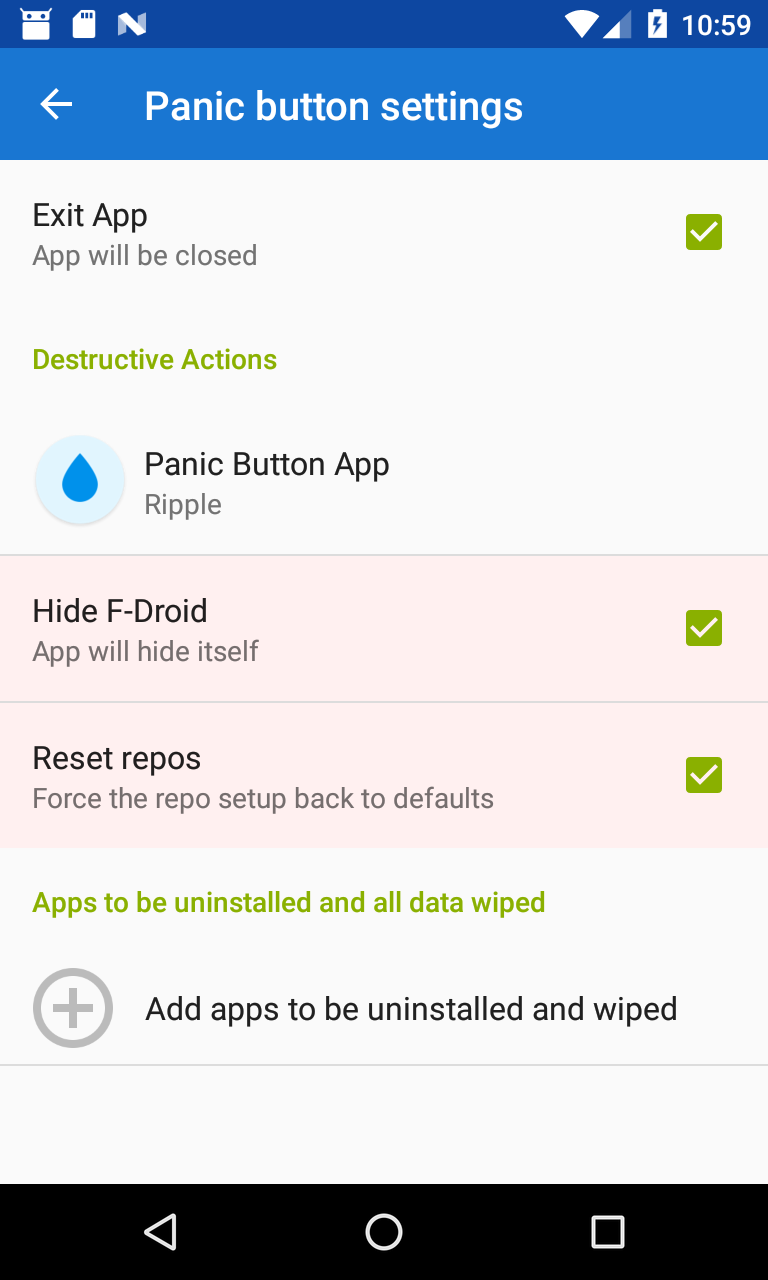 10:59
Panic button settings
Exit App
App will be closed
Destructive Actions
Panic Button App
Ripple
Hide F-Droid
App will hide itself
Reset repos
Force the repo setup back to defaults
Apps to be uninstalled and all data wiped
Add apps to be uninstalled and wiped